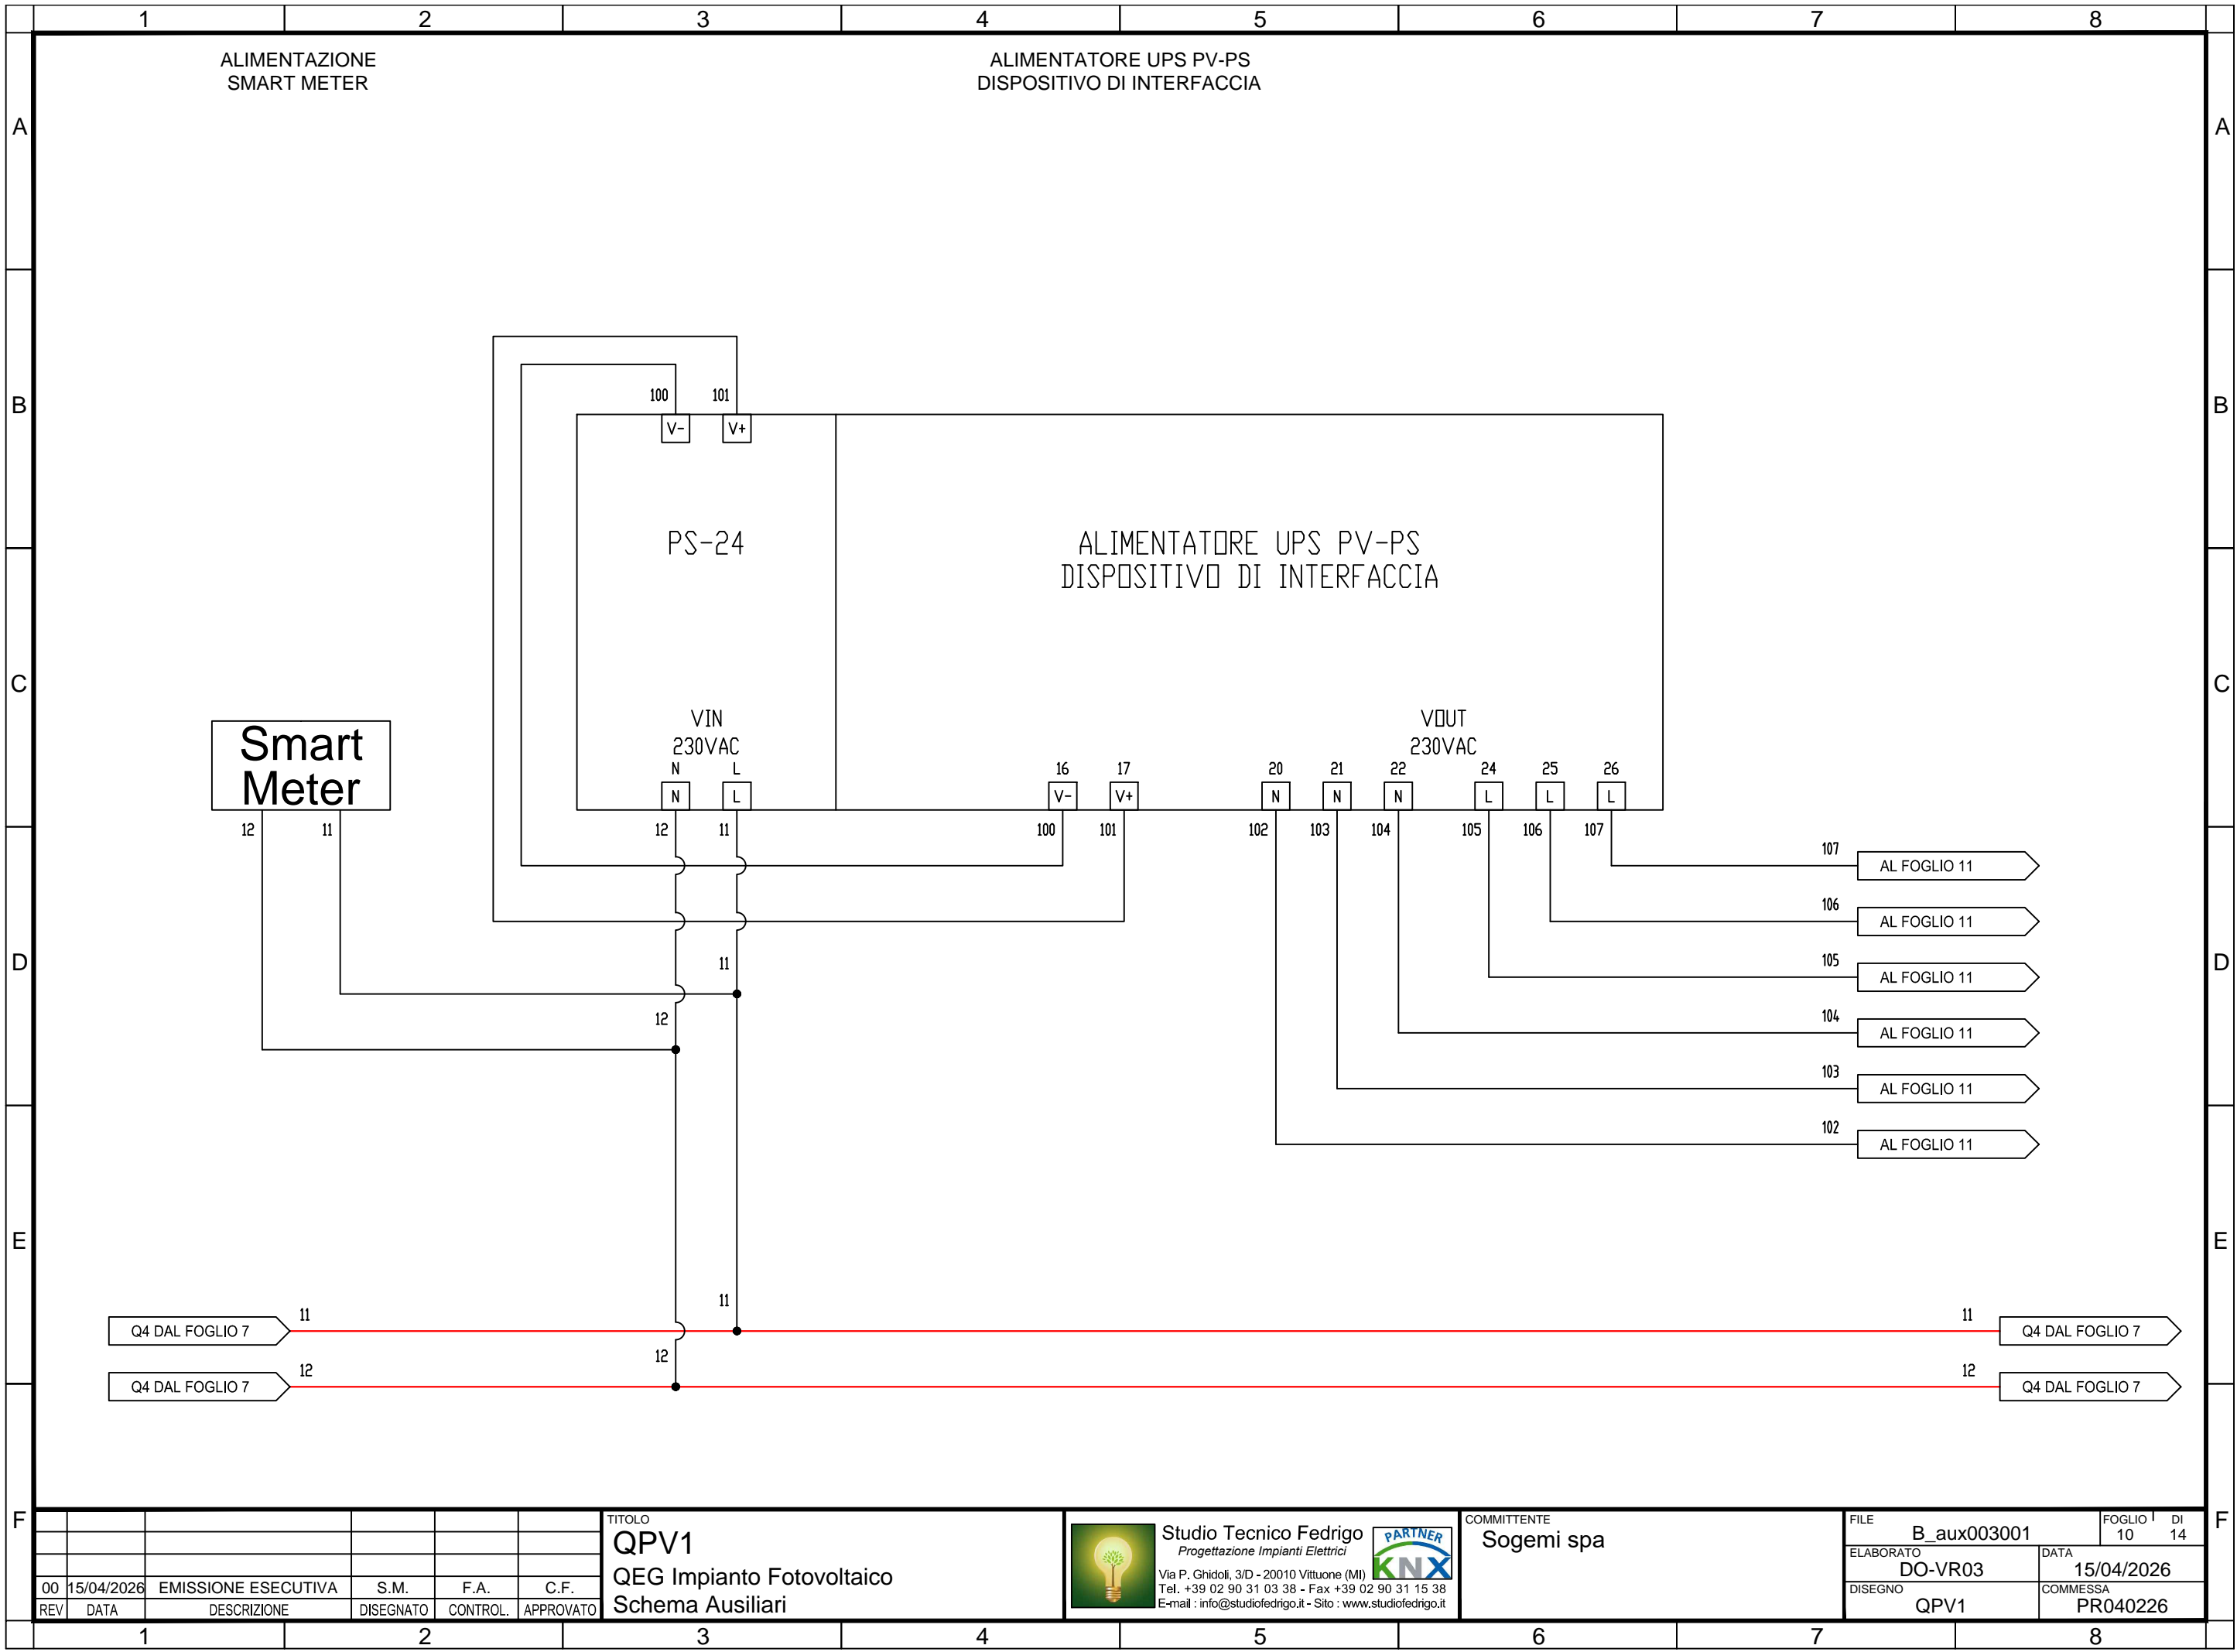 1 2 3 4 5 6 7 8
ALIMENTAZIONE
SMART METER
ALIMENTATORE UPS PV-PS
DISPOSITIVO DI INTERFACCIA
A A
B B
100 101
V- V+
PS-24
ALIMENTATORE UPS PV-PS
DISPOSITIVO DI INTERFACCIA
C C
VIN
230VAC
VOUT
230VAC
Smart
Meter
N L 16 17 20 21 22 24 25 26
N L V- V+ N N N L L L
12 11 12 11 100 101 102 103 104 105 106 107
107
AL FOGLIO 11
106
AL FOGLIO 11
D D
11
105
AL FOGLIO 11
12
104
AL FOGLIO 11
103
AL FOGLIO 11
102
AL FOGLIO 11
E E
11 11 11
Q4 DAL FOGLIO 7 Q4 DAL FOGLIO 7
12 12 12
Q4 DAL FOGLIO 7 Q4 DAL FOGLIO 7
F F
00 15/04/2026 EMISSIONE ESECUTIVA S.M. F.A. C.F.
REV DATA DESCRIZIONE DISEGNATO CONTROL. APPROVATO
TITOLO
QPV1
QEG Impianto Fotovoltaico
Schema Ausiliari
Studio Tecnico Fedrigo
Progettazione Impianti Elettrici
Via P. Ghidoli, 3/D - 20010 Vittuone (MI)
Tel. +39 02 90 31 03 38 - Fax +39 02 90 31 15 38
E-mail : info@studiofedrigo.it - Sito : www.studiofedrigo.it
PARTNER
KNX
COMMITTENTE
Sogemi spa
FILE
B_aux003001
FOGLIO DI
10 14
ELABORATO
DO-VR03
DATA
15/04/2026
DISEGNO
QPV1
COMMESSA
PR040226
1 2 3 4 5 6 7 8